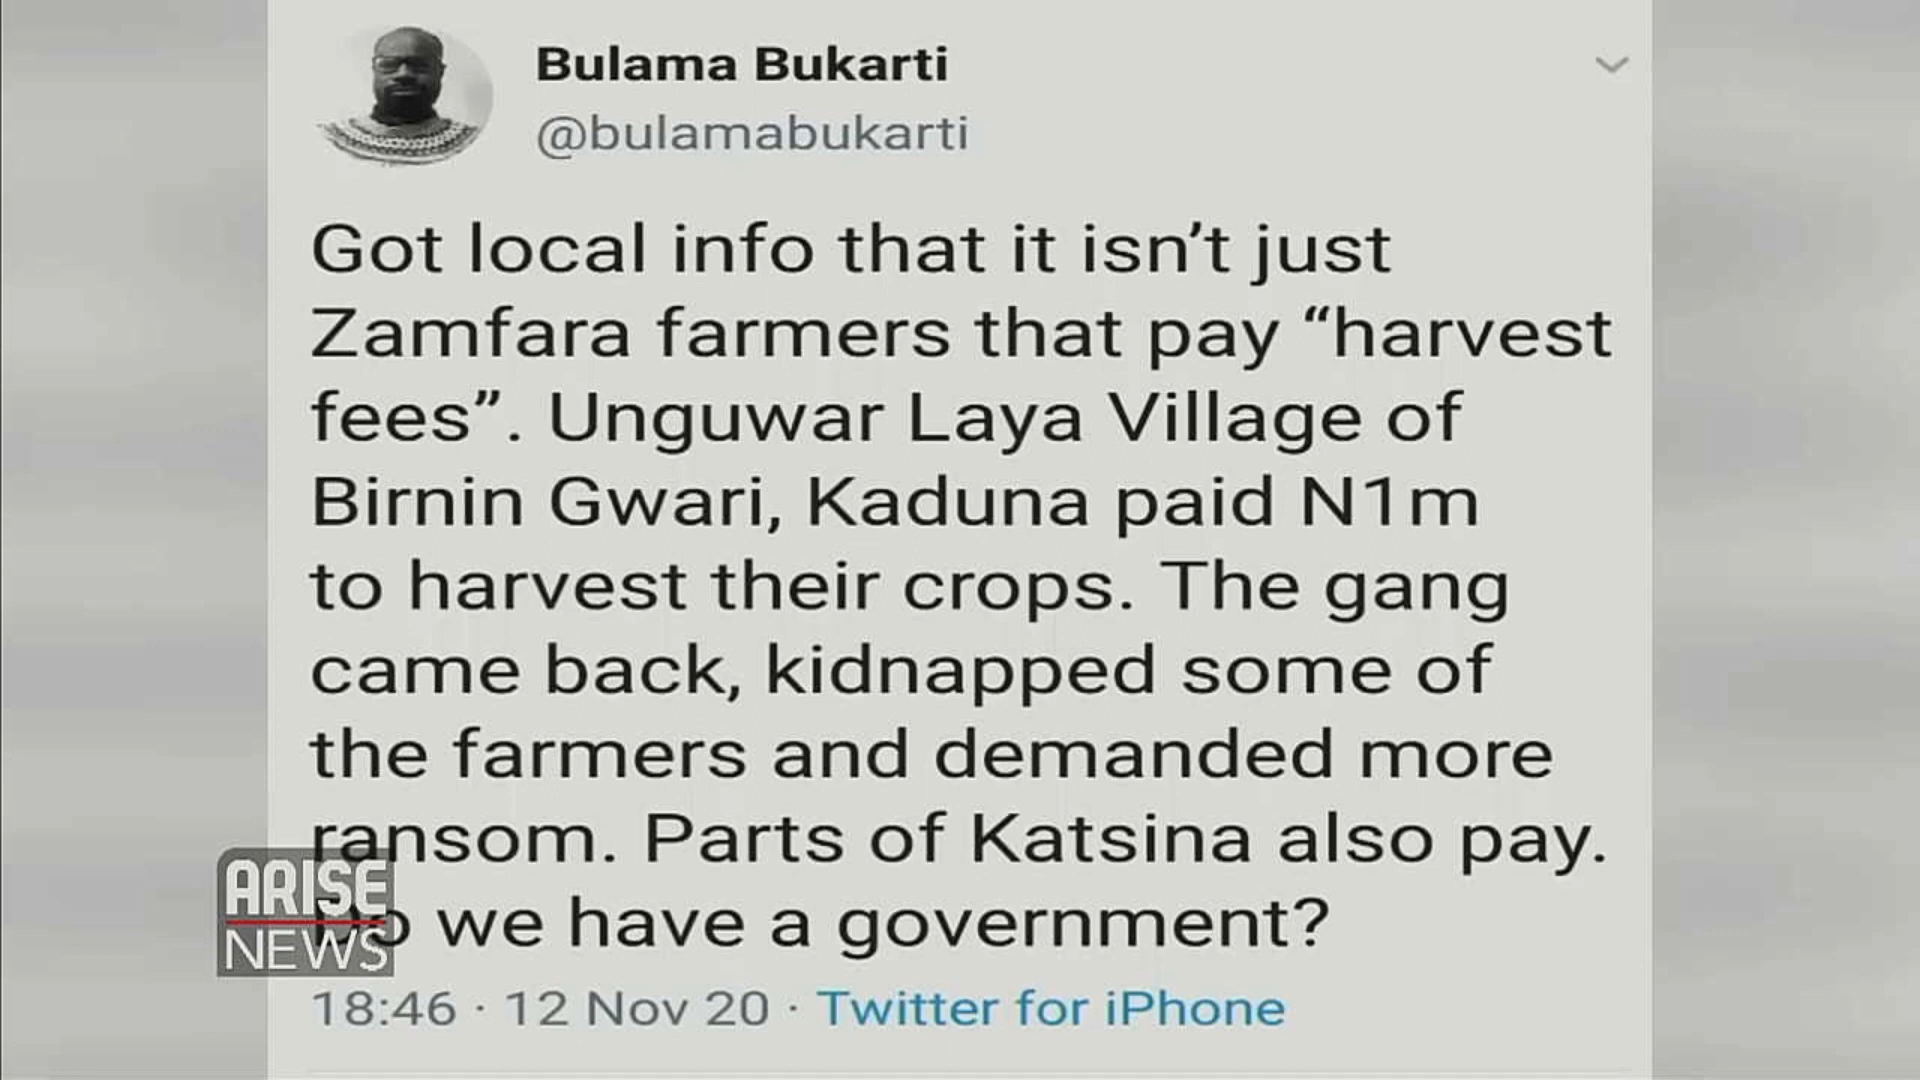 Bulama Bukarti
@bulamabukarti
Got local info that it isn’t just
Zamfara farmers that pay “harvest
fees”. Unguwar Laya Village of
Birnin Gwari, Kaduna paid N1m
to harvest their crops. The gang
came back, kidnapped some of
the farmers and demanded more
ransom. Parts of Katsina also pay.
Do we have a government?
ARISE
NEWS
18:46 · 12 Nov 20 · Twitter for iPhone